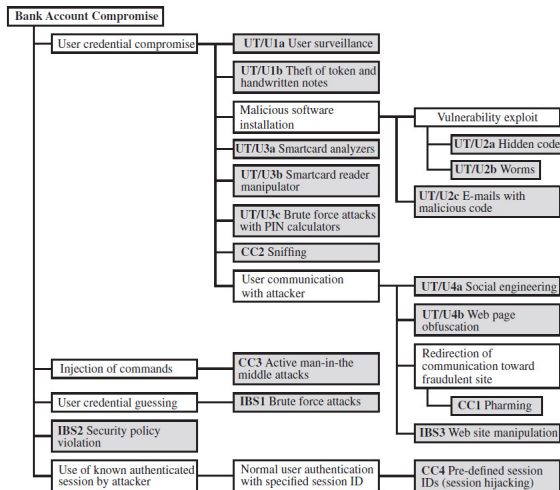 Bank Account Compromise
User credential compromise
UT/U1a User surveillance
UT/U1b Theft of token and
handwritten notes
Malicious software
installation
Vulnerability exploit
UT/U2a Hidden code
UT/U2b Worms
UT/U2c E-mails with
malicious code
UT/U3a Smartcard analyzers
UT/U3b Smartcard reader
manipulator
UT/U3c Brute force attacks
with PIN calculators
CC2 Sniffing
User communication
with attacker
UT/U4a Social engineering
UT/U4b Web page
obfuscation
Redirection of
communication toward
fraudulent site
CC1 Pharming
IBS3 Web site manipulation
Injection of commands
CC3 Active man-in-the
middle attacks
User credential guessing
IBS1 Brute force attacks
IBS2 Security policy
violation
Use of known authenticated
session by attacker
Normal user authentication
with specified session ID
CC4 Pre-defined session
IDs (session hijacking)